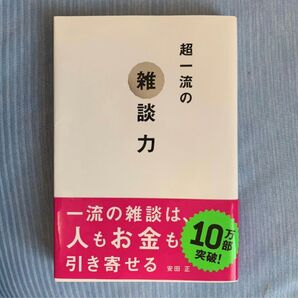 超一流の
雑談力
一流の雑談は、
人もお金も
引き寄せる
安田 正
10万部
突破!